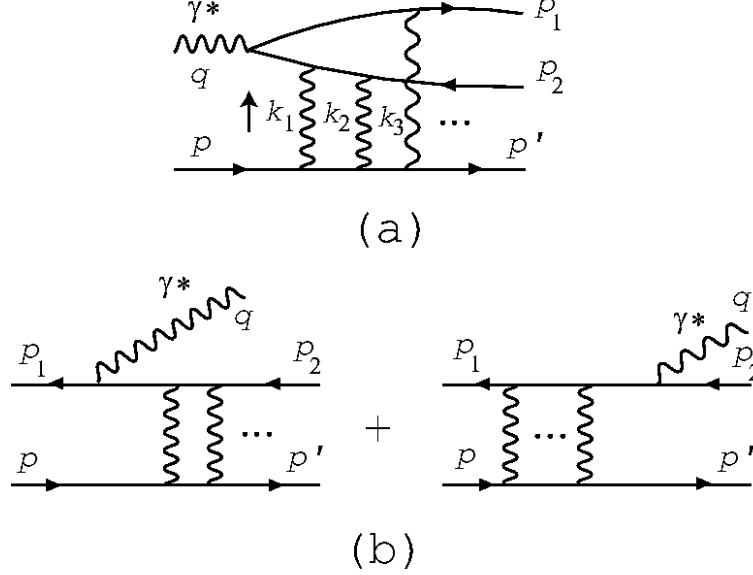 γ* p₁
q p₂
k₁ k₂ k₃ ...
p p'
(a)
γ* q
p₁ p₂
... 
p p'
+
γ* q
p₁ p₂
...
p p'
(b)